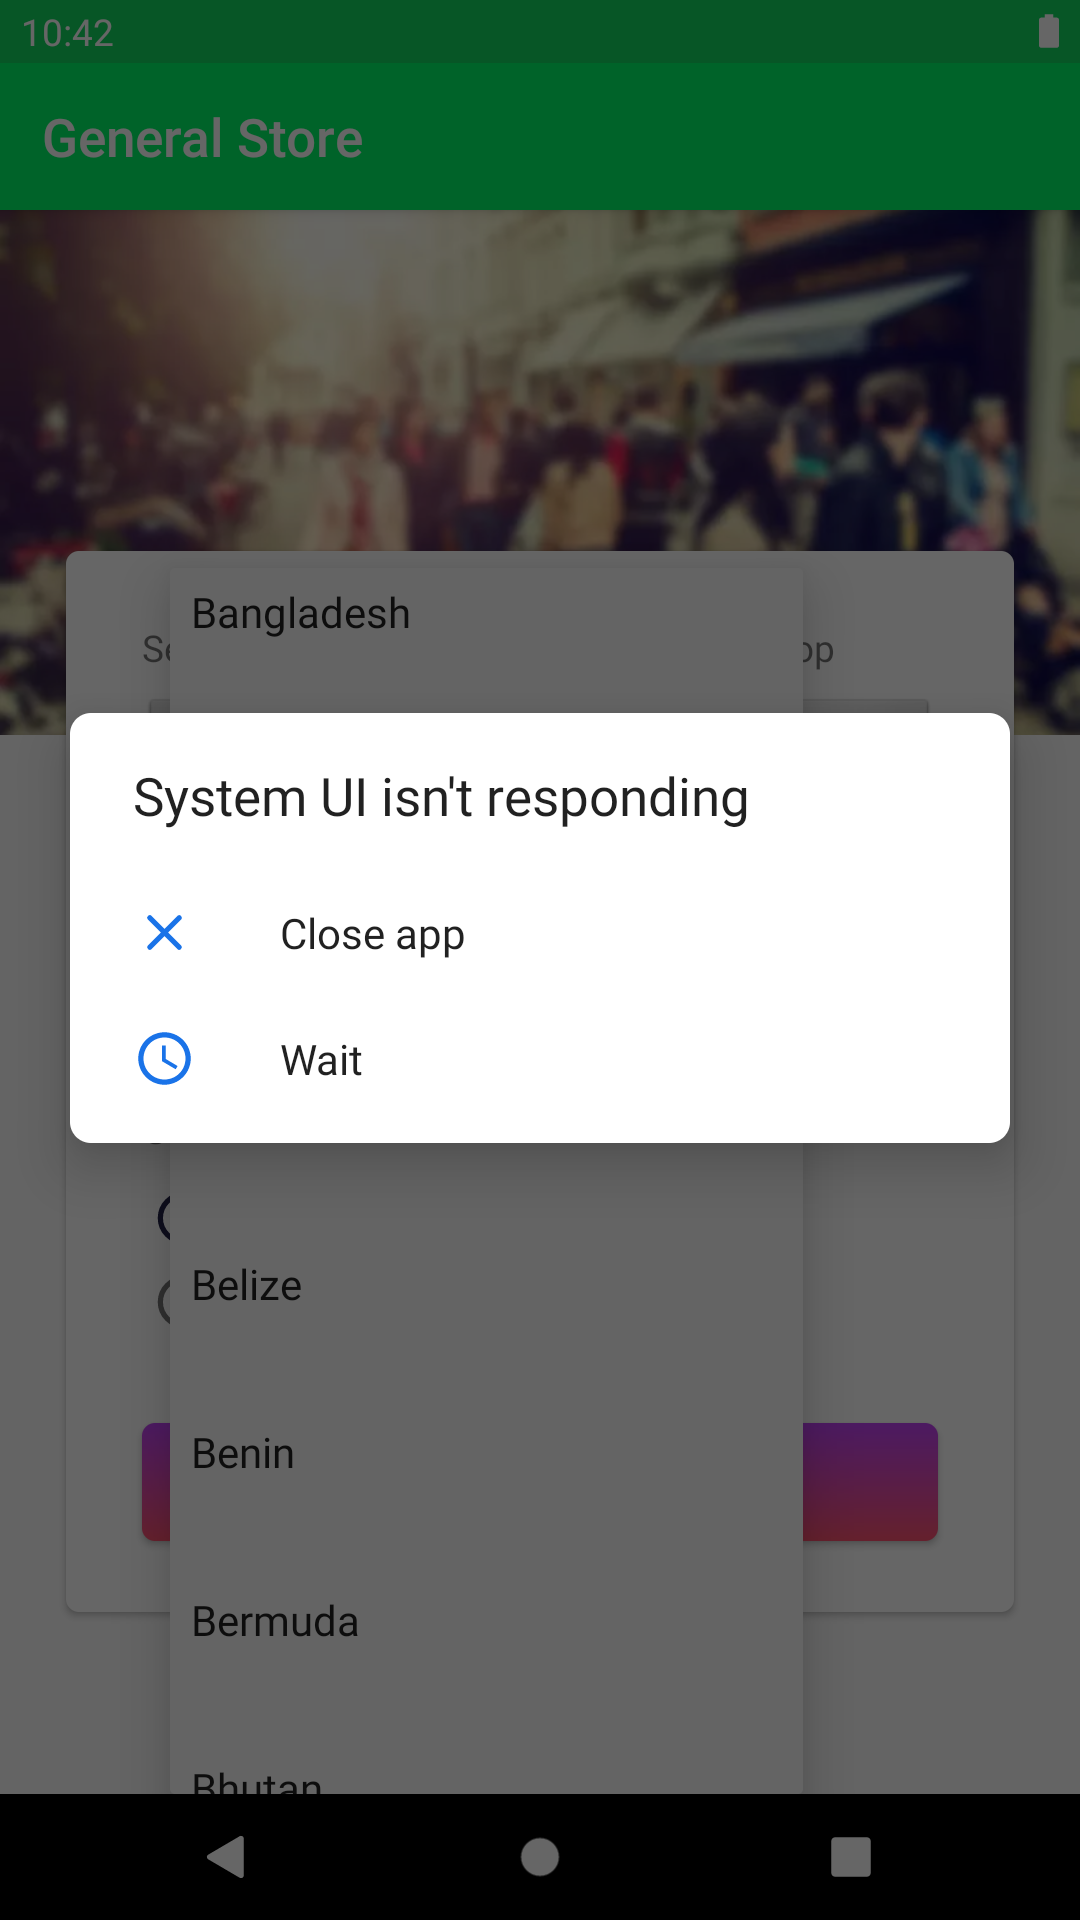 10:42
General Store
Bangladesh
Se
op
System UI isn't responding
Close app
Wait
Belize
Benin
Bermuda
Bhutan